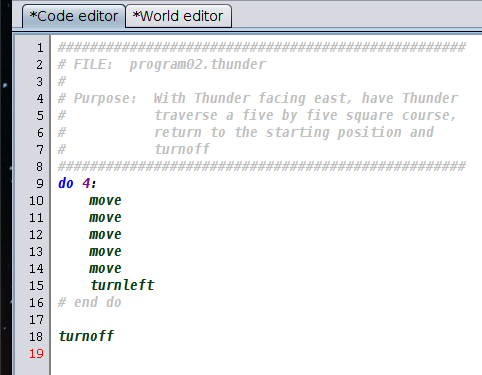 *Code editor *World editor
1 ###################################################
2 # FILE:  program02.thunder
3 #
4 # Purpose:  With Thunder facing east, have Thunder
5 #           traverse a five by five square course,
6 #           return to the starting position and
7 #           turnoff
8 ###################################################
9 do 4:
10     move
11     move
12     move
13     move
14     move
15     turnleft
16 # end do
17
18 turnoff
19